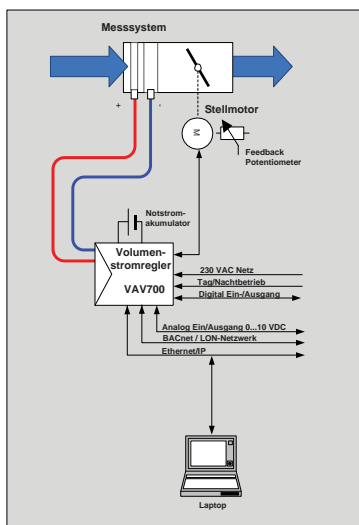 Messsystem
+ -
Stellmotor
M
Feedback
Potentiometer
Notstrom-
akumulator
Volumen-
stromregler
VAV700
230 VAC Netz
Tag/Nachtbetrieb
Digital Ein-/Ausgang
Analog Ein/Ausgang 0...10 VDC
BACnet / LON-Netzwerk
Ethernet/IP
Laptop